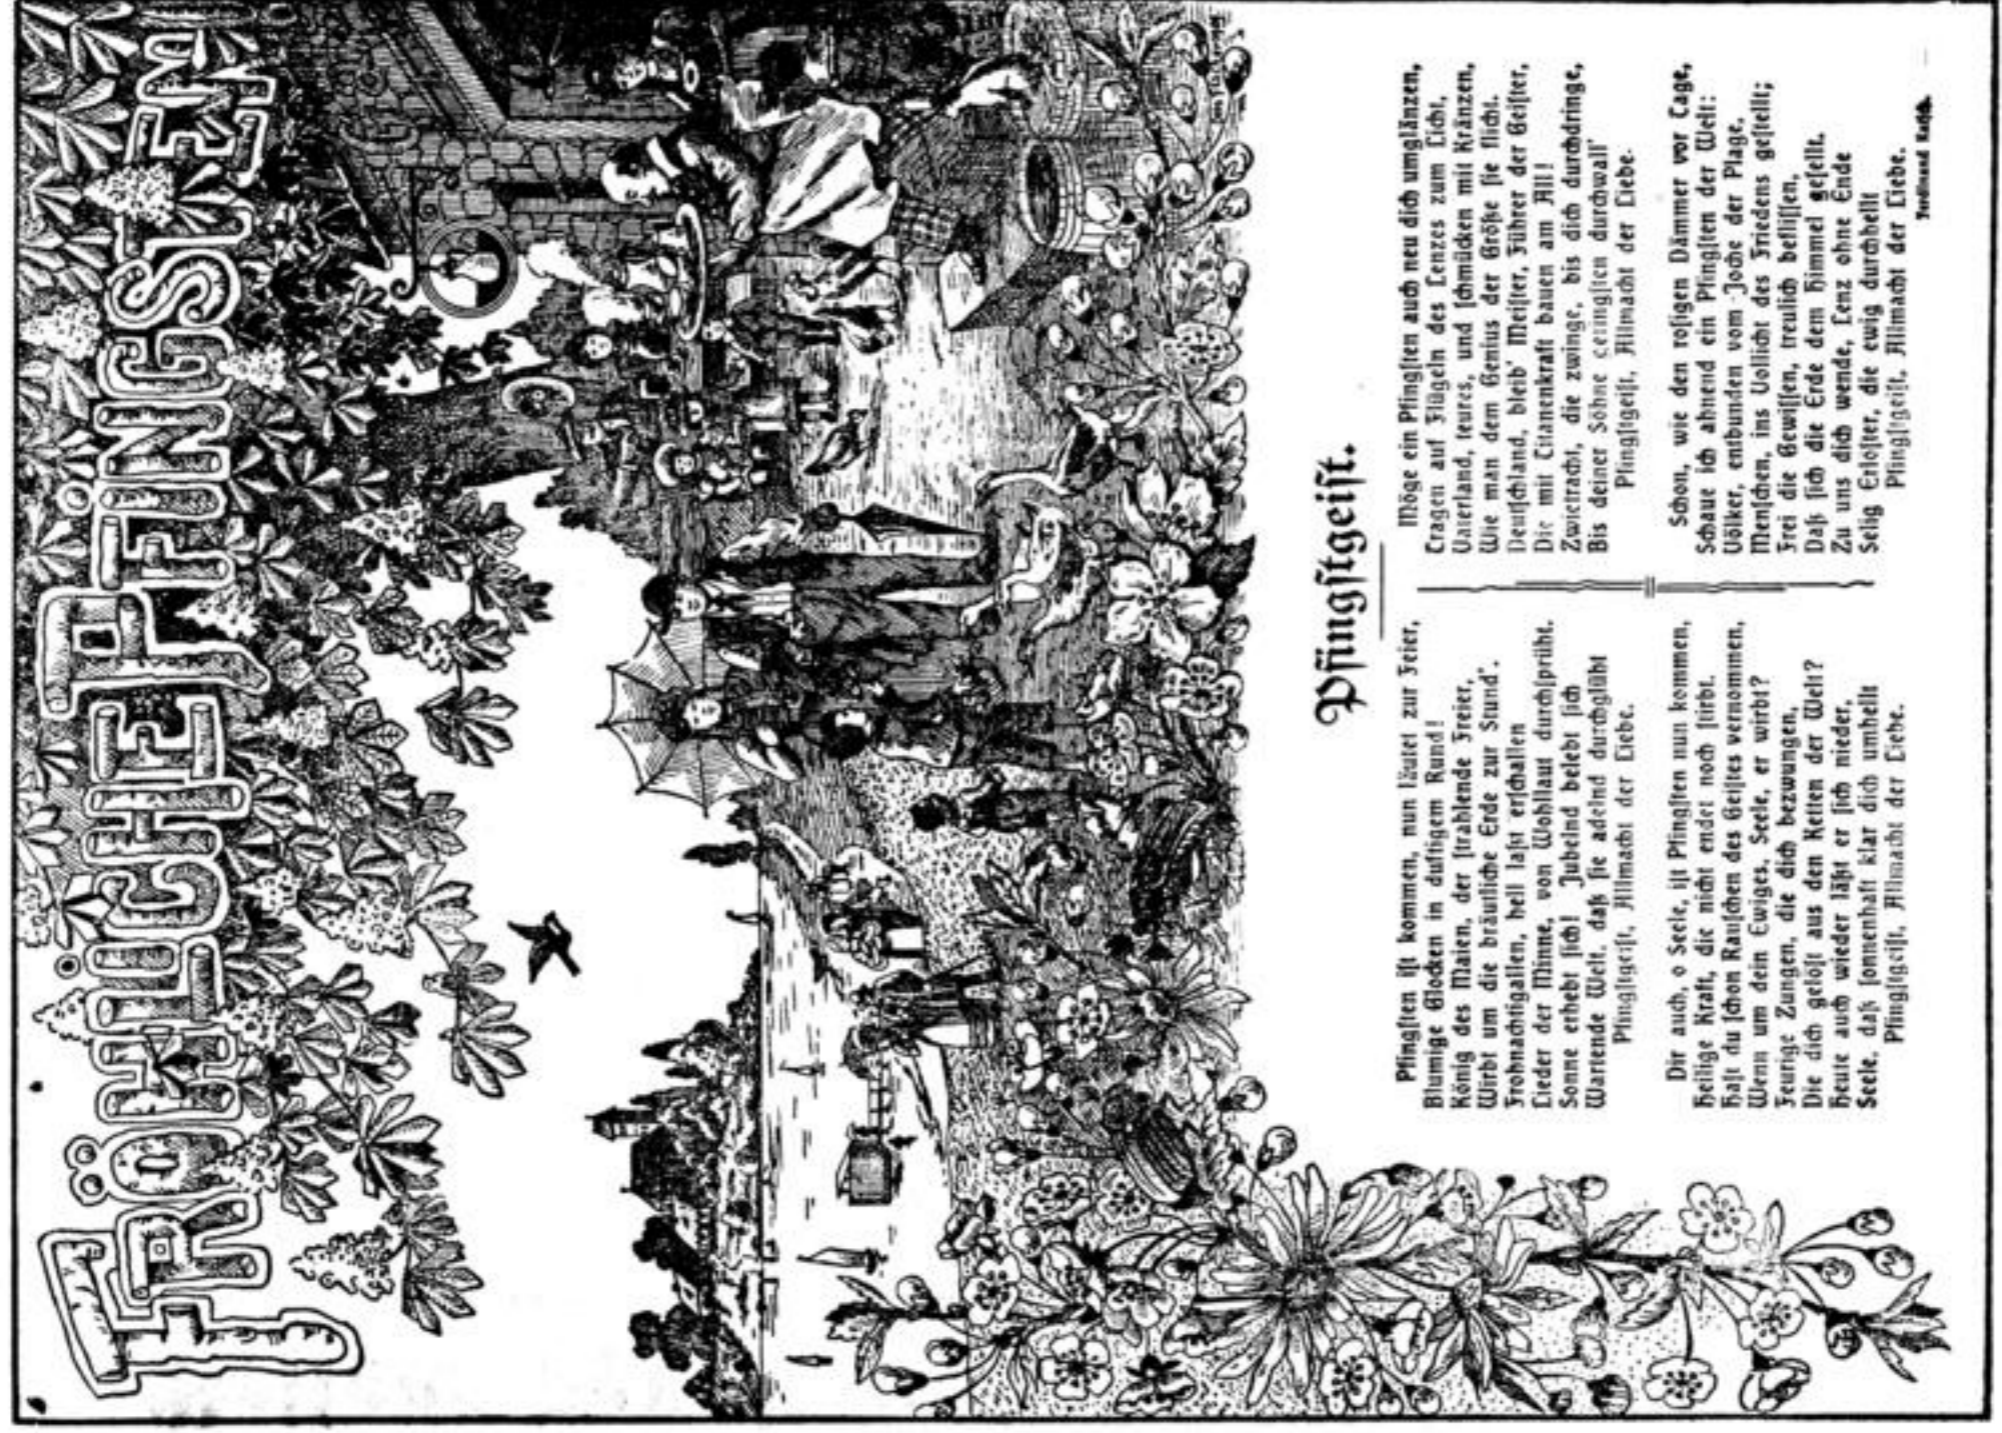 FRÖHLICHE PFINGSTEN!
Pfingstgeist.
Pfingsten ist kommen, nun läutet zur Feier,
Blumige Glocken in duftigem Rund!
König des Maien, der strahlende Freier,
Wirbt um die bräutliche Erde zur Stund'.
Frohnachtigallen, hell laßt erschallen
Lieder der Minne, von Wohllaut durchsprüht.
Sonne erhebt sich! Jubelnd belebt sich
Wartende Welt, daß sie adelnd durchglüht
Pfingstgeist, Allmacht der Liebe.
Dir auch, o Seele, ist Pfingsten nun kommen,
Heilige Kraft, die nicht endet noch stirbt.
Hast du schon Rauschen des Geistes vernommen,
Wenn um dein Ewiges, Seele, er wirbt?
Feurige Zungen, die dich bezwungen,
Die dich gelöst aus den Ketten der Welt?
Heute auch wieder läßt er sich nieder,
Seele, daß sonnenhaft klar dich umhellt
Pfingstgeist, Allmacht der Liebe.
Möge ein Pfingsten auch neu dich umglänzen,
Tragen auf Flügeln des Lenzes zum Licht,
Vaterland, teures, und schmücken mit Kränzen,
Wie man dem Genius der Größe sie flicht.
Deutschland, bleib' Meister, Führer der Geister,
Die mit Titanenkraft bauen am All!
Zwietracht, die zwinge, bis dich durchdringe,
Bis deiner Söhne durchwall'
Pfingstgeist, Allmacht der Liebe.
Schon, wie den rosigen Dämmer vor Tage,
Schaue ich ahnend ein Pfingsten der Welt:
Völker, entbunden vom Joche der Plage,
Menschen, ins Vollicht des Friedens gestellt;
Frei die Gewissen, treulich beflissen,
Daß sich die Erde dem Himmel gesellt.
Zu uns dich wende, Lenz ohne Ende
Selig Erlöster, die ewig durchhellt
Pfingstgeist, Allmacht der Liebe.
Ferdinand